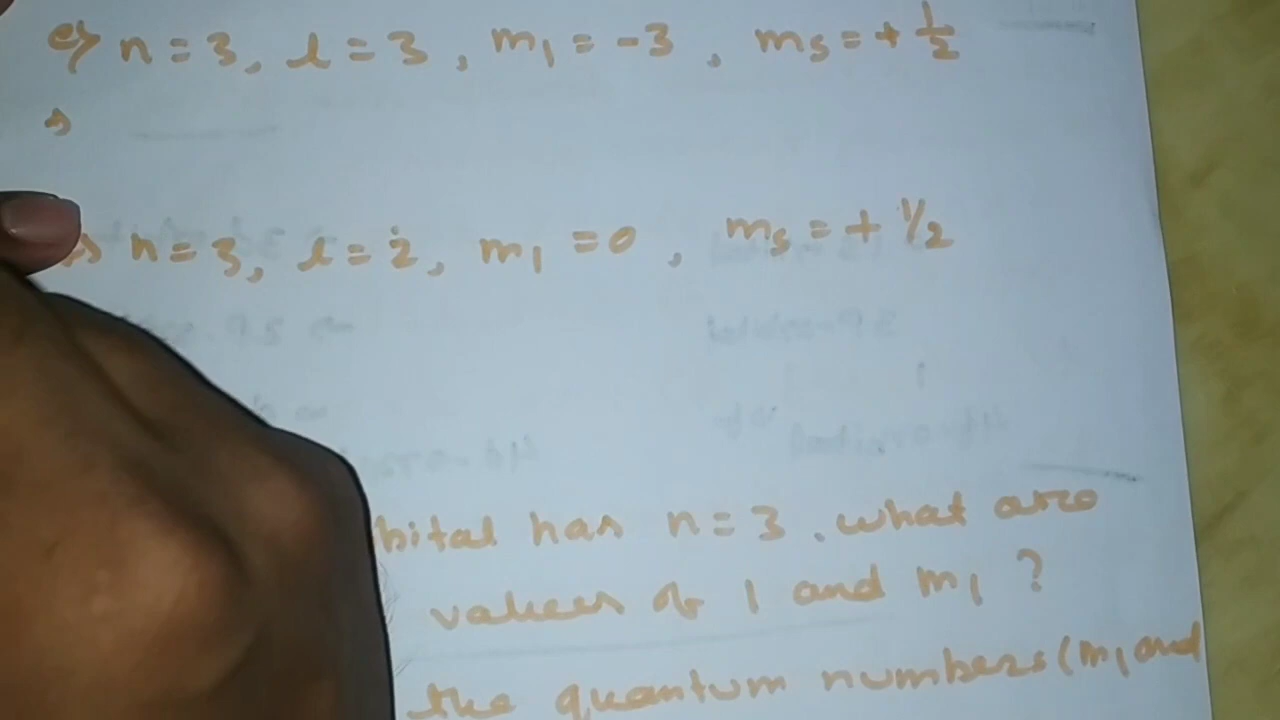 e) n = 3, l = 3, m₁ = -3, ms = + 1/2
n = 3, l = 2, m₁ = 0, ms = + 1/2
bital has n = 3. what are
values of l and m₁ ?
the quantum numbers (m₁ and